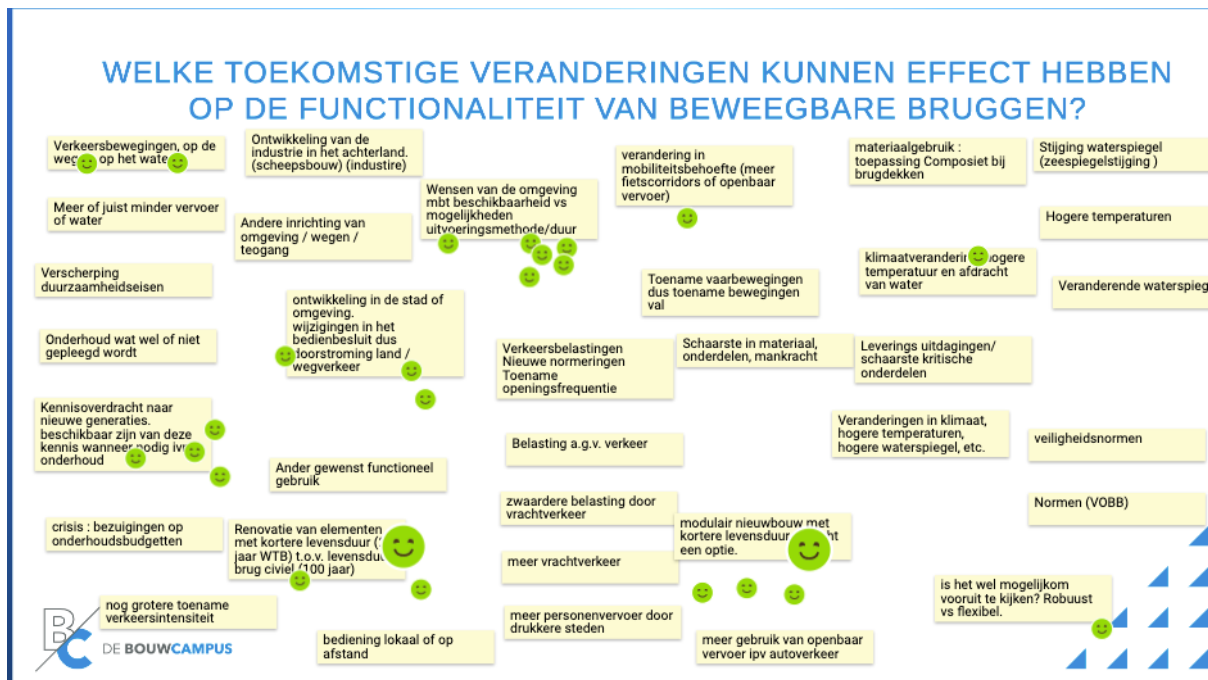 WELKE TOEKOMSTIGE VERANDERINGEN KUNNEN EFFECT HEBBEN
OP DE FUNCTIONALITEIT VAN BEWEEGBARE BRUGGEN?
Verkeersbewegingen, op de
op het
Ontwikkeling van de
industrie in het achterland.
(scheepsbouw) (industire)
Wensen van de omgeving
mbt beschikbaarheid vs
mogelijkheden
uitvoeringsmethode/duur
verandering in
mobiliteitsbehoefte (meer
fietscorridors of openbaar
vervoer)
materiaalgebruik :
toepassing Composiet bij
brugdekken
Stijging waterspiegel
(zeespiegelstijging )
Meer of juist minder vervoer
of water
Andere inrichting van
omgeving / wegen /
teogang
Hogere temperaturen
Verscherping
duurzaamheidseisen
ontwikkeling in de stad of
omgeving.
wijzigingen in het
bedienbesluit dus
doorstroming land /
wegverkeer
Toename vaarbewegingen
dus toename bewegingen
val
hogere
temperatuur en afdracht
van water
Veranderende
Onderhoud wat wel of niet
gepleegd wordt
Verkeersbelastingen
Nieuwe normeringen
Toename
openingsfrequentie
Schaarste in materiaal,
onderdelen, mankracht
Leverings uitdagingen/
schaarste kritische
onderdelen
Kennisoverdracht naar
nieuwe generaties.
beschikbaar zijn van deze
kennis wanneer nodig ivm
onderhoud
Ander gewenst functioneel
gebruik
Belasting a.g.v. verkeer
Veranderingen in klimaat,
hogere temperaturen,
hogere waterspiegel, etc.
veiligheidsnormen
crisis : bezuigingen op
onderhoudsbudgetten
Renovatie van elementen
met kortere levensduur
jaar WTB) t.o.v.
brug civiel (100 jaar)
zwaardere belasting door
vrachtverkeer
modulair nieuwbouw met
kortere levensduur
een optie.
Normen (VOBB)
meer vrachtverkeer
nog grotere toename
verkeersintensiteit
bediening lokaal of op
afstand
meer personenvervoer door
drukkere steden
meer gebruik van openbaar
vervoer ipv autoverkeer
is het wel mogelijkom
vooruit te kijken? Robuust
vs flexibel.
BC DE BOUWCAMPUS